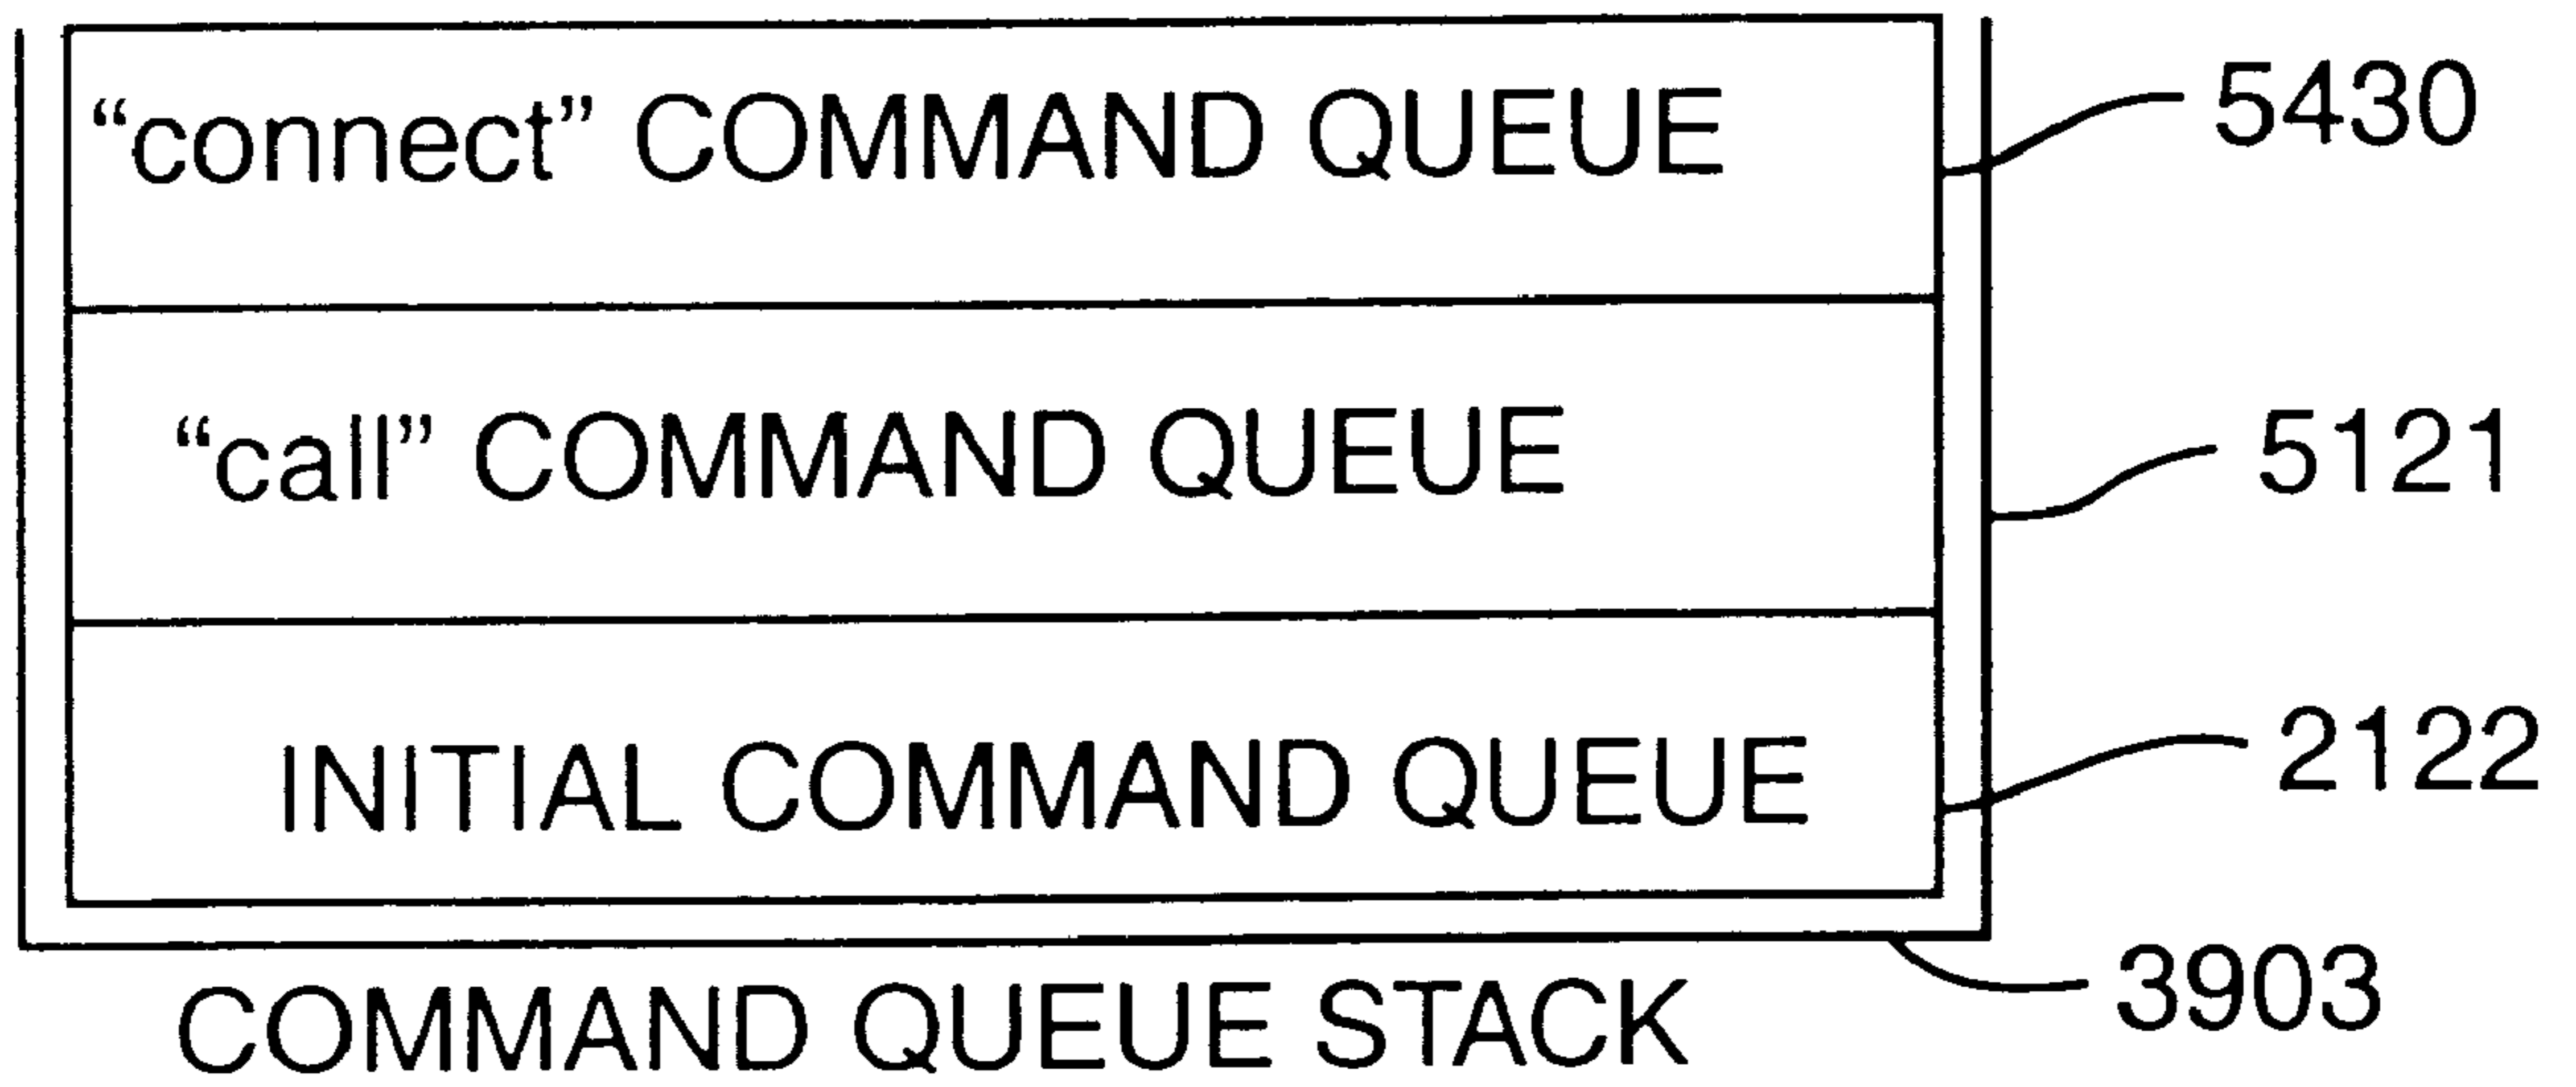 “connect” COMMAND QUEUE 5430
“call” COMMAND QUEUE 5121
INITIAL COMMAND QUEUE 2122
3903
COMMAND QUEUE STACK